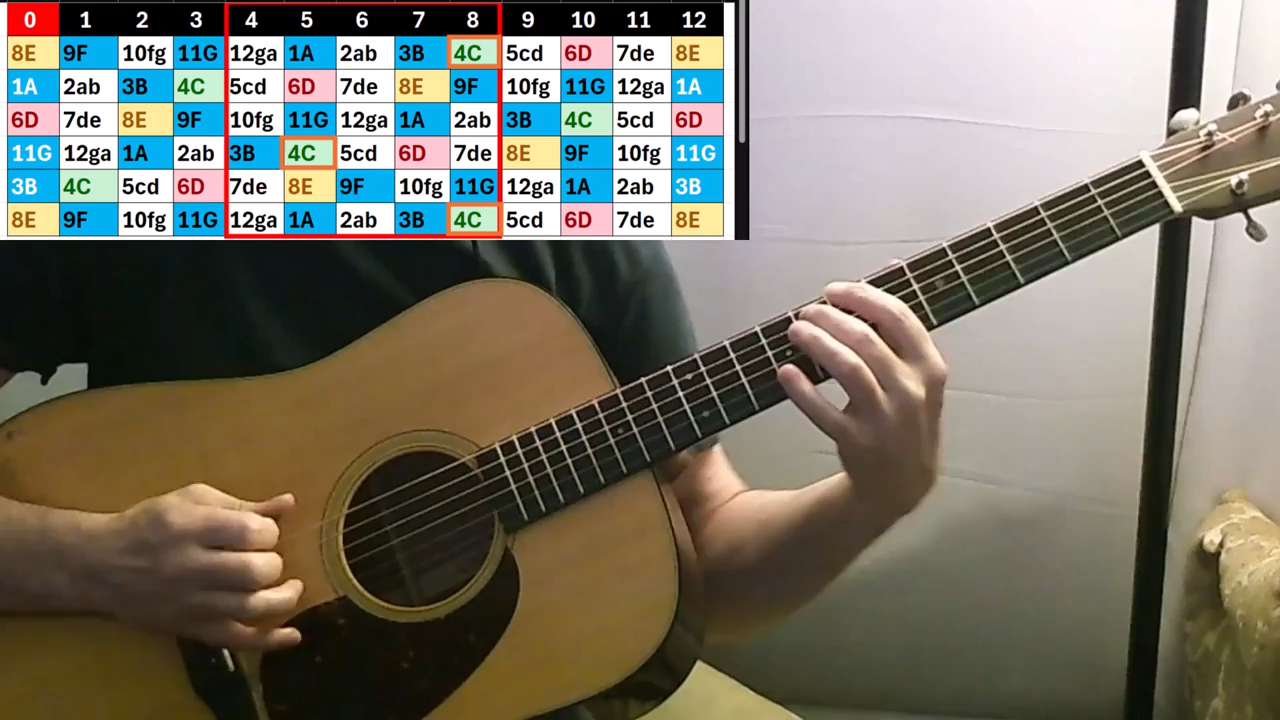 0 1 2 3 4 5 6 7 8 9 10 11 12
8E 9F 10fg 11G 12ga 1A 2ab 3B 4C 5cd 6D 7de 8E
1A 2ab 3B 4C 5cd 6D 7de 8E 9F 10fg 11G 12ga 1A
6D 7de 8E 9F 10fg 11G 12ga 1A 2ab 3B 4C 5cd 6D
11G 12ga 1A 2ab 3B 4C 5cd 6D 7de 8E 9F 10fg 11G
3B 4C 5cd 6D 7de 8E 9F 10fg 11G 12ga 1A 2ab 3B
8E 9F 10fg 11G 12ga 1A 2ab 3B 4C 5cd 6D 7de 8E